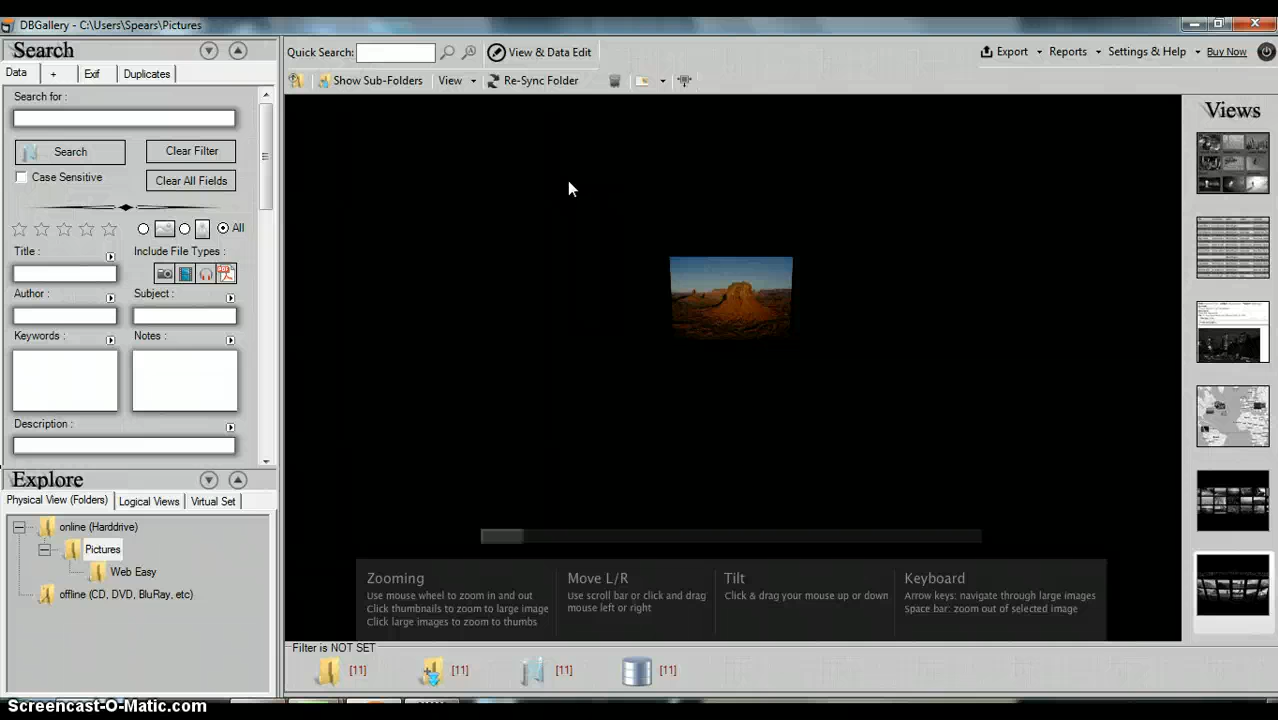 DBGallery - C:\Users\Spears\Pictures
Search
Data + Exif Duplicates
Search for :
Search Clear Filter
Case Sensitive Clear All Fields
All
Title : Include File Types :
Author : Subject :
Keywords : Notes :
Description :
Explore
Physical View (Folders) Logical Views Virtual Set
online (Harddrive)
Pictures
Web Easy
offline (CD, DVD, BluRay, etc)
Quick Search: View & Data Edit Export Reports Settings & Help Buy Now
Show Sub-Folders View Re-Sync Folder
Views
Zooming
Use mouse wheel to zoom in and out
Click thumbnails to zoom to large image
Click large images to zoom to thumbs
Move L/R
Use scroll bar or click and drag
mouse left or right
Tilt
Click & drag your mouse up or down
Keyboard
Arrow keys: navigate through large images
Space bar: zoom out of selected image
Filter is NOT SET
[11] [11] [11] [11]
Screencast-O-Matic.com